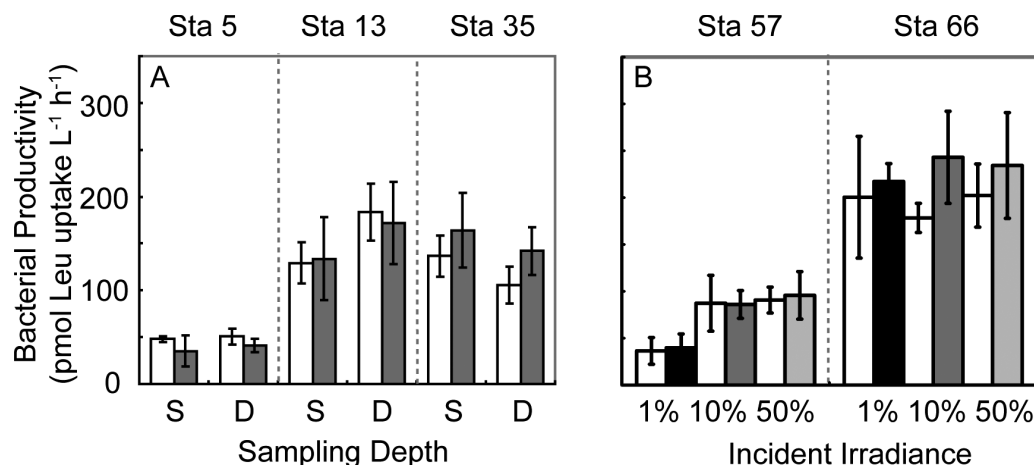 Sta 5 Sta 13 Sta 35 Sta 57 Sta 66
A B
300
200
100
0
Bacterial Productivity
(pmol Leu uptake L⁻¹ h⁻¹)
S D S D S D
1% 10% 50% 1% 10% 50%
Sampling Depth Incident Irradiance